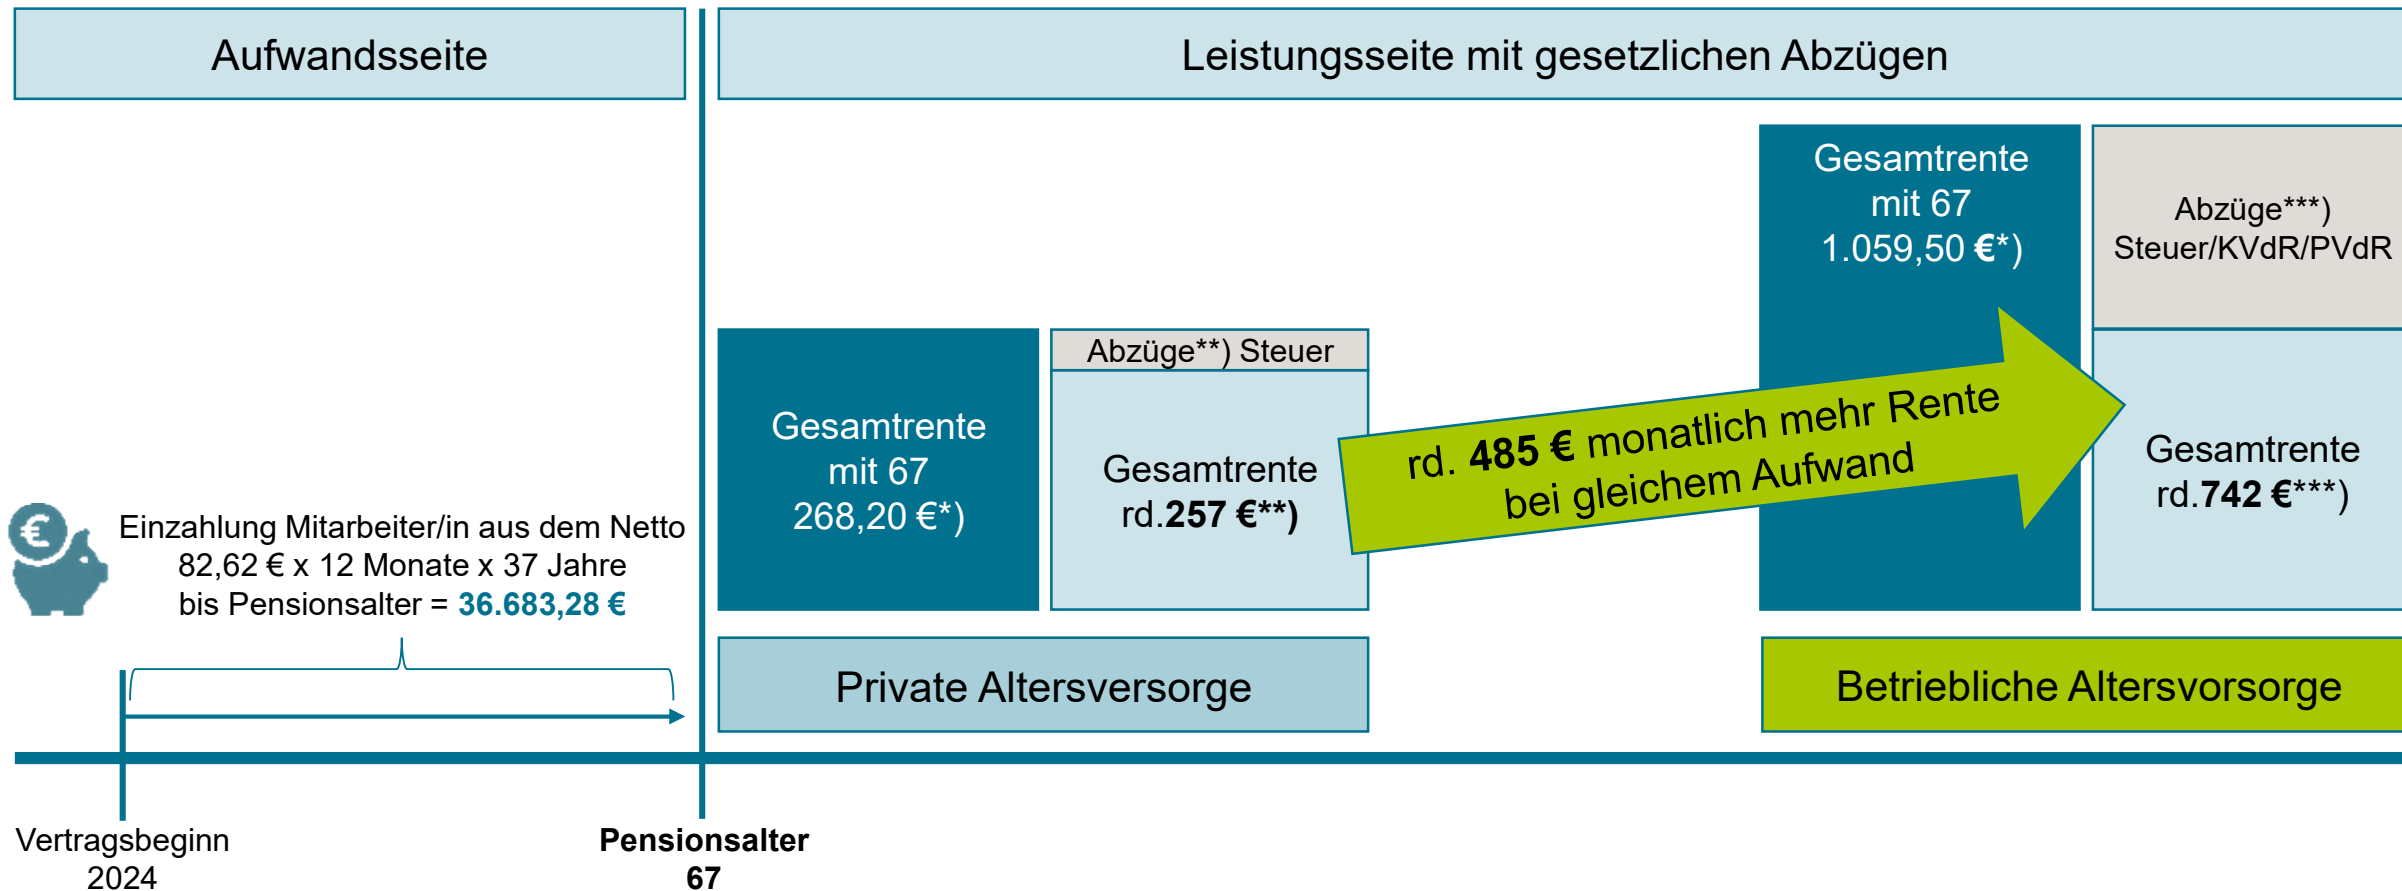 Aufwandsseite
Leistungsseite mit gesetzlichen Abzügen
Einzahlung Mitarbeiter/in aus dem Netto
82,62 € x 12 Monate x 37 Jahre
bis Pensionsalter = 36.683,28 €
Vertragsbeginn
2024
Pensionsalter
67
Gesamtrente
mit 67
268,20 €*)
Abzüge**) Steuer
Gesamtrente
rd.257 €**)
Private Altersversorge
rd. 485 € monatlich mehr Rente
bei gleichem Aufwand
Gesamtrente
mit 67
1.059,50 €*)
Abzüge***)
Steuer/KVdR/PVdR
Gesamtrente
rd.742 €***)
Betriebliche Altersvorsorge